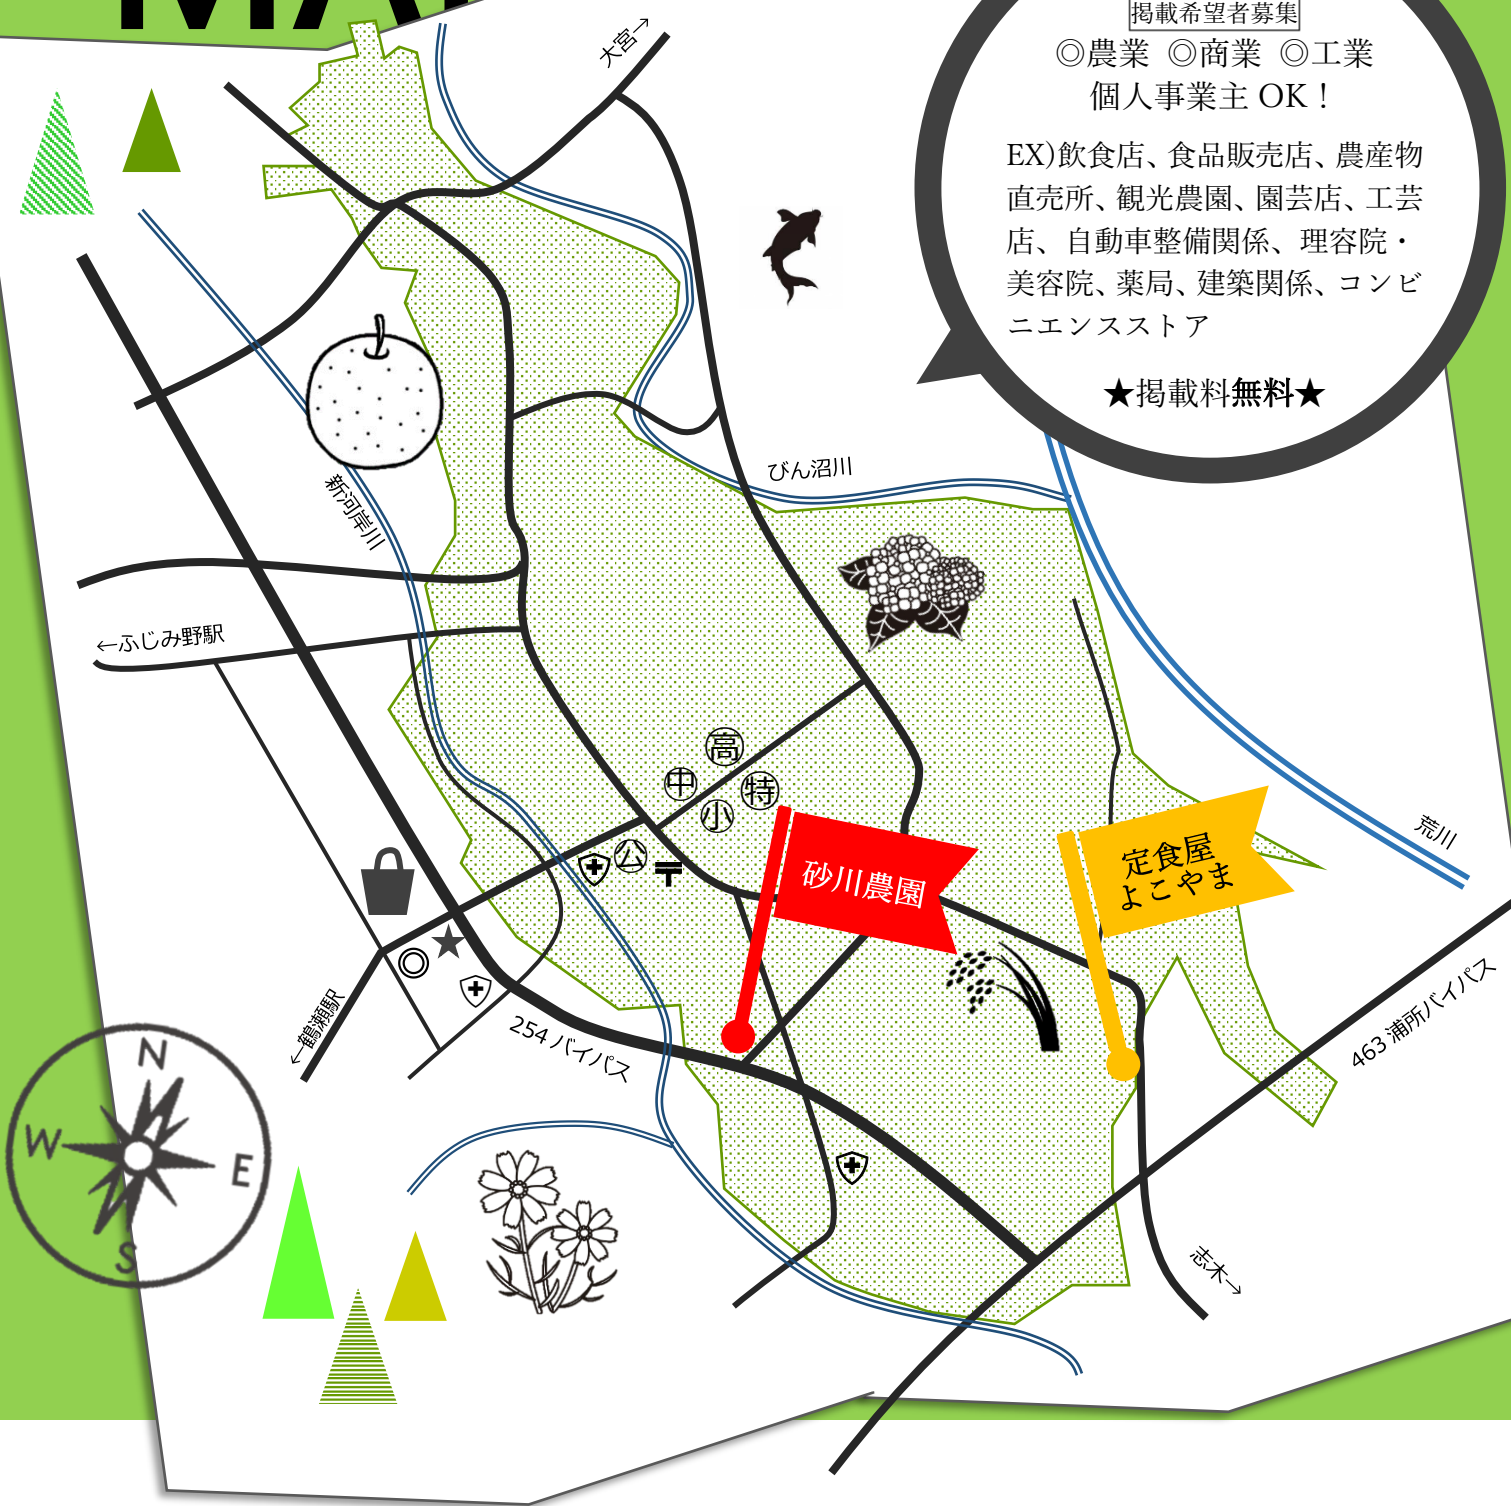 MA
掲載希望者募集
◎農業 ◎商業 ◎工業
個人事業主 OK！
EX)飲食店、食品販売店、農産物
直売所、観光農園、園芸店、工芸
店、自動車整備関係、理容院・
美容院、薬局、建築関係、コンビ
ニエンスストア
★掲載料無料★
大宮→
びん沼川
新河岸川
←ふじみ野駅
高
中
特
小
公
〒
砂川農園
定食屋
よこやま
荒川
←鶴瀬駅
254 バイパス
463 浦所バイパス
志木→
N
W
E
S